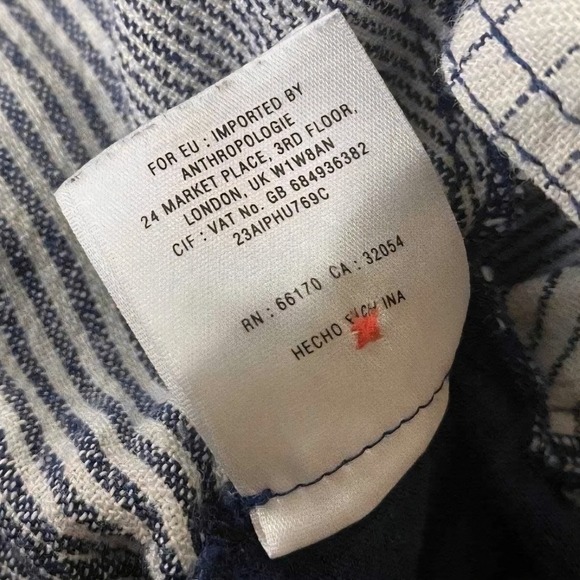 FOR EU : IMPORTED BY
ANTHROPOLOGIE
24 MARKET PLACE, 3RD FLOOR,
LONDON, UK W1W8AN
CIF : VAT No. GB 684936382
23AIPHU769C
RN : 66170 CA : 32054
HECHO INA